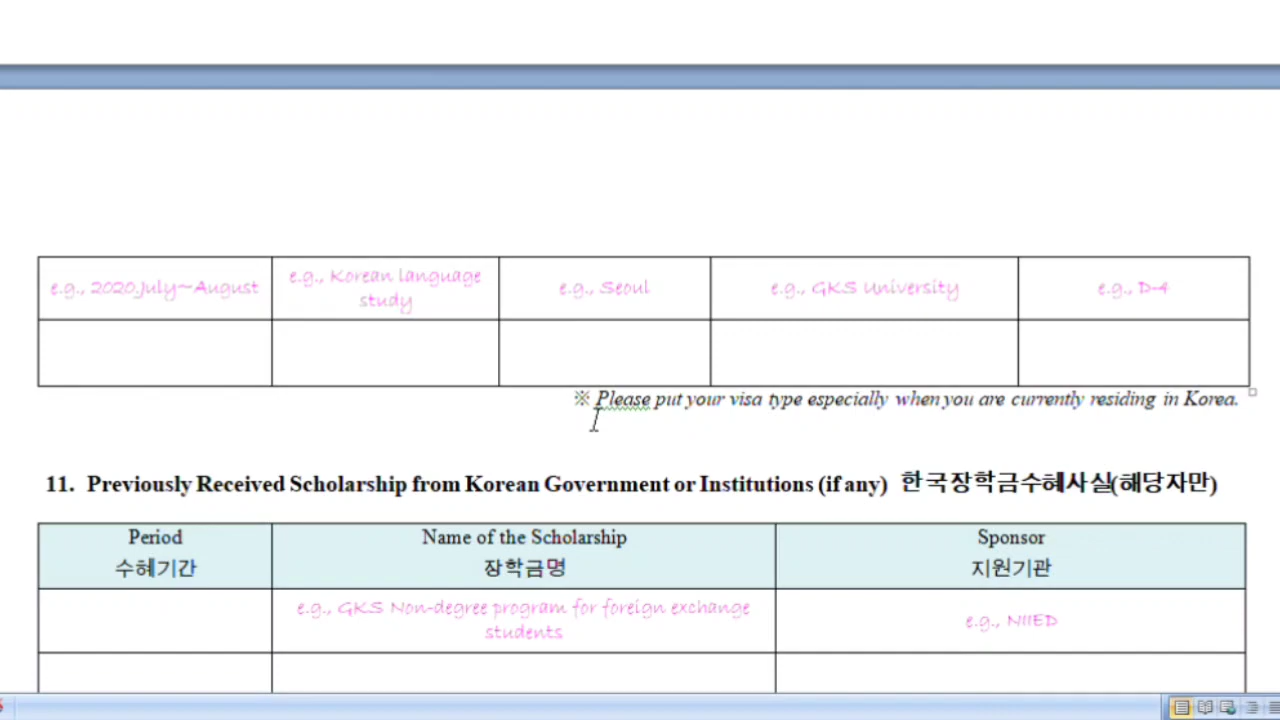 e.g., 2020.July~August
e.g., Korean language
study
e.g., Seoul
e.g., GKS University
e.g., D-4
※ Please put your visa type especially when you are currently residing in Korea.
11. Previously Received Scholarship from Korean Government or Institutions (if any) 한국장학금수혜사실(해당자만)
Period
수혜기간
Name of the Scholarship
장학금명
Sponsor
지원기관
e.g., GKS Non-degree program for foreign exchange
students
e.g., NIIED